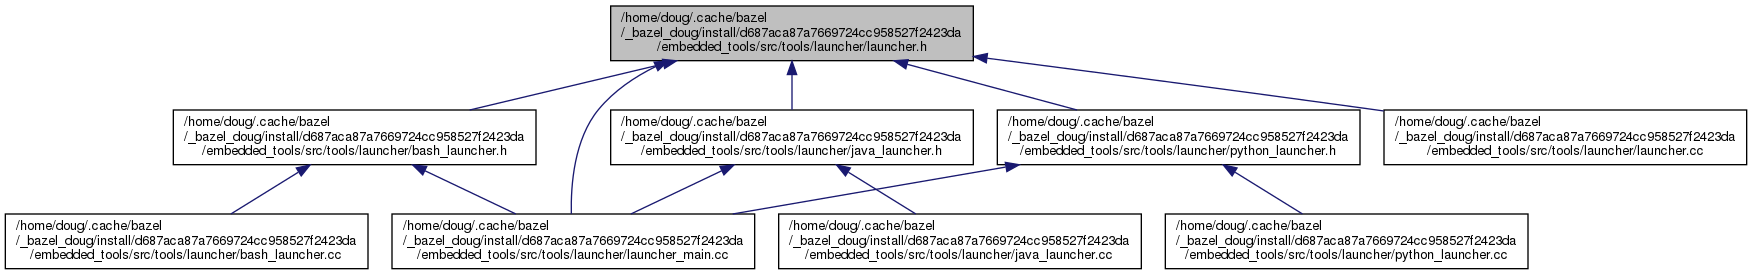 /home/doug/.cache/bazel
/_bazel_doug/install/d687aca87a7669724cc958527f2423da
/embedded_tools/src/tools/launcher/launcher.h
/home/doug/.cache/bazel
/_bazel_doug/install/d687aca87a7669724cc958527f2423da
/embedded_tools/src/tools/launcher/bash_launcher.h
/home/doug/.cache/bazel
/_bazel_doug/install/d687aca87a7669724cc958527f2423da
/embedded_tools/src/tools/launcher/java_launcher.h
/home/doug/.cache/bazel
/_bazel_doug/install/d687aca87a7669724cc958527f2423da
/embedded_tools/src/tools/launcher/python_launcher.h
/home/doug/.cache/bazel
/_bazel_doug/install/d687aca87a7669724cc958527f2423da
/embedded_tools/src/tools/launcher/launcher.cc
/home/doug/.cache/bazel
/_bazel_doug/install/d687aca87a7669724cc958527f2423da
/embedded_tools/src/tools/launcher/bash_launcher.cc
/home/doug/.cache/bazel
/_bazel_doug/install/d687aca87a7669724cc958527f2423da
/embedded_tools/src/tools/launcher/launcher_main.cc
/home/doug/.cache/bazel
/_bazel_doug/install/d687aca87a7669724cc958527f2423da
/embedded_tools/src/tools/launcher/java_launcher.cc
/home/doug/.cache/bazel
/_bazel_doug/install/d687aca87a7669724cc958527f2423da
/embedded_tools/src/tools/launcher/python_launcher.cc